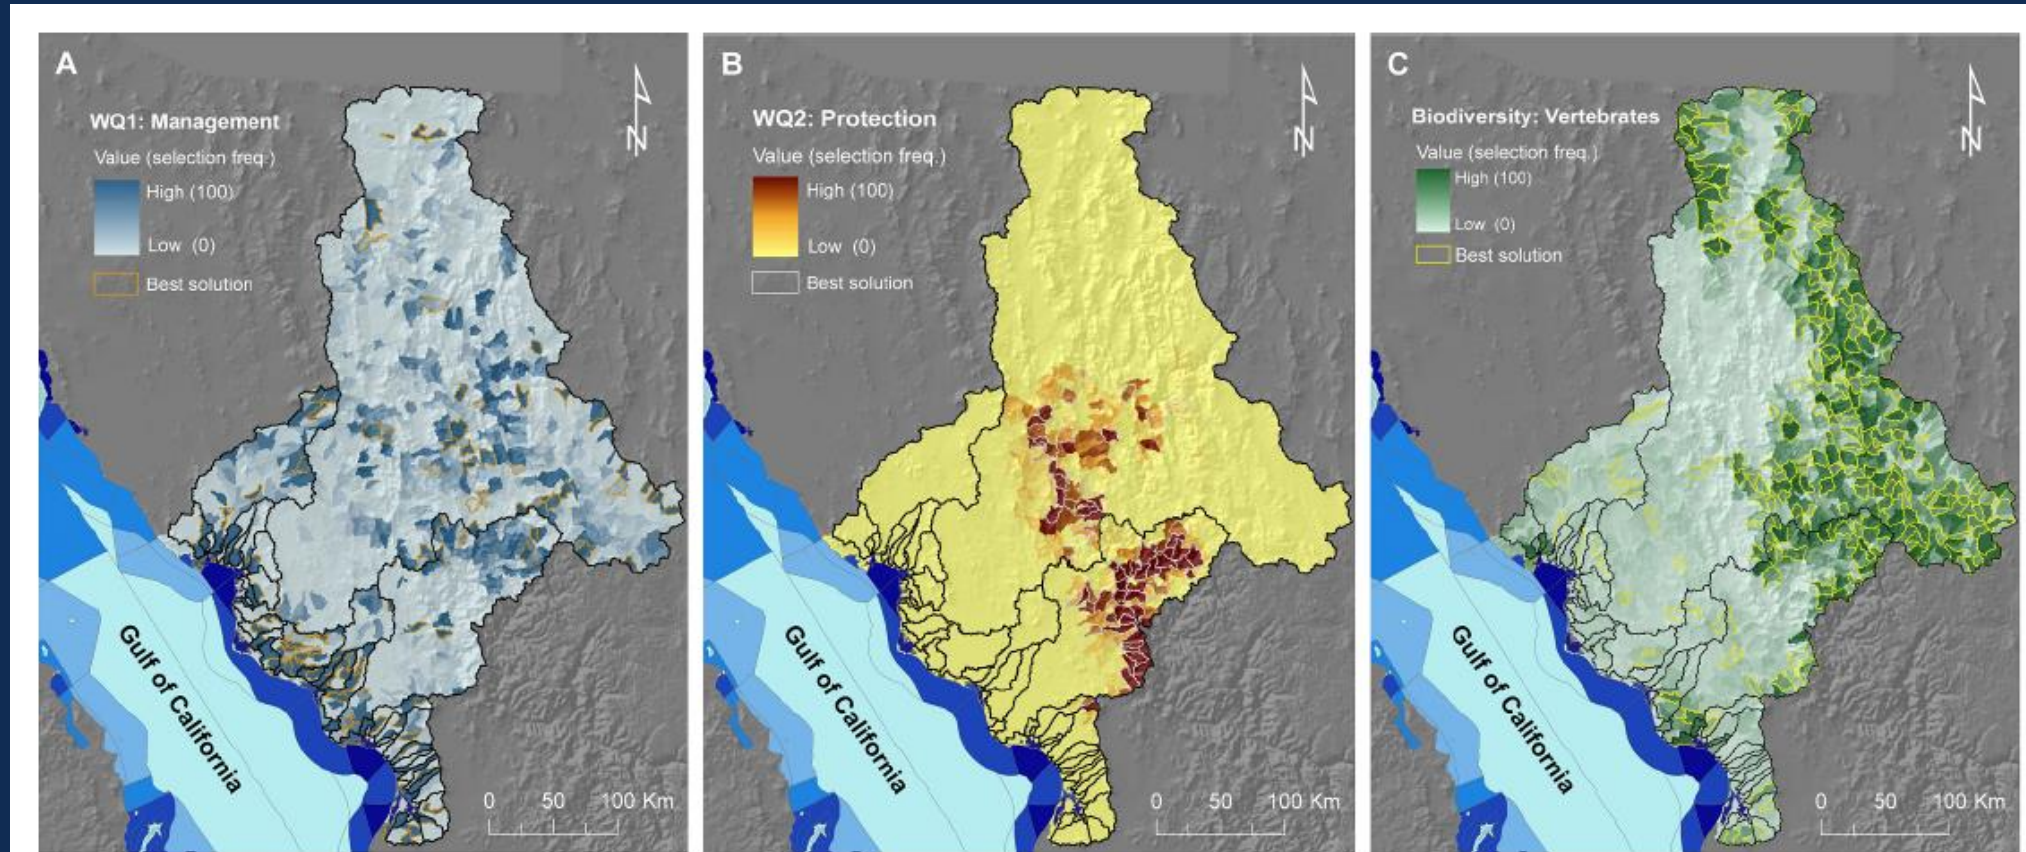 A
WQ1: Management
Value (selection freq.)
High (100)
Low (0)
Best solution
N
Gulf of California
0 50 100 Km
B
WQ2: Protection
Value (selection freq.)
High (100)
Low (0)
Best solution
N
Gulf of California
0 50 100 Km
C
Biodiversity: Vertebrates
Value (selection freq.)
High (100)
Low (0)
Best solution
N
Gulf of California
0 50 100 Km